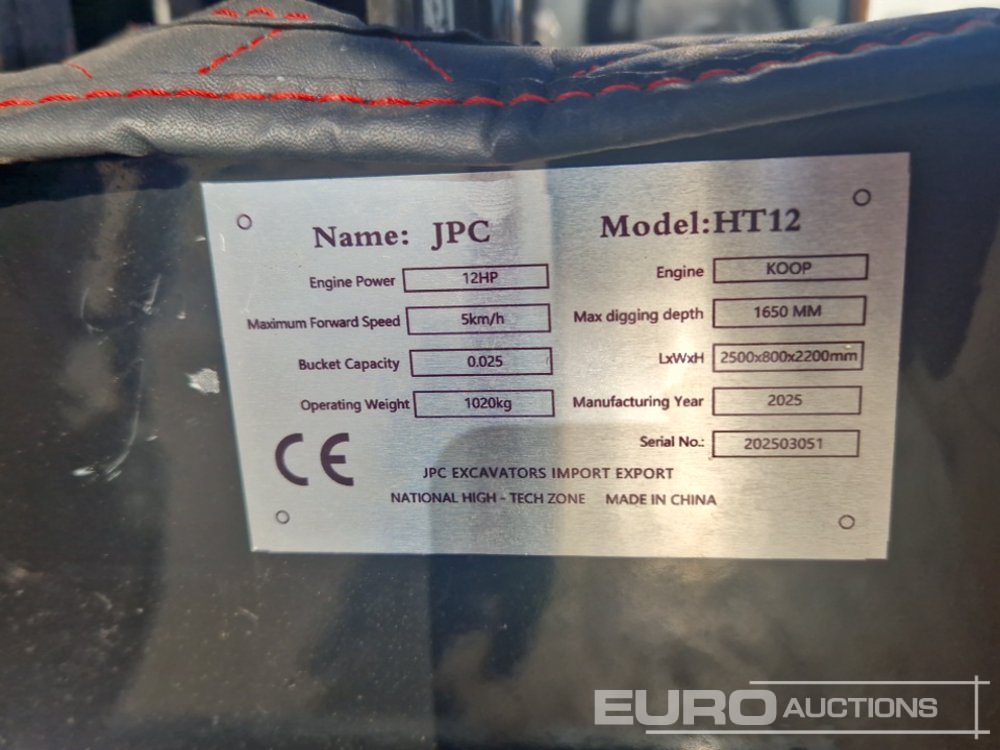 Name: JPC Model:HT12
Engine Power 12HP Engine KOOP
Maximum Forward Speed 5km/h Max digging depth 1650 MM
Bucket Capacity 0.025 LxWxH 2500x800x2200mm
Operating Weight 1020kg Manufacturing Year 2025
Serial No.: 202503051
CE
JPC EXCAVATORS IMPORT EXPORT
NATIONAL HIGH - TECH ZONE MADE IN CHINA
EURO AUCTIONS